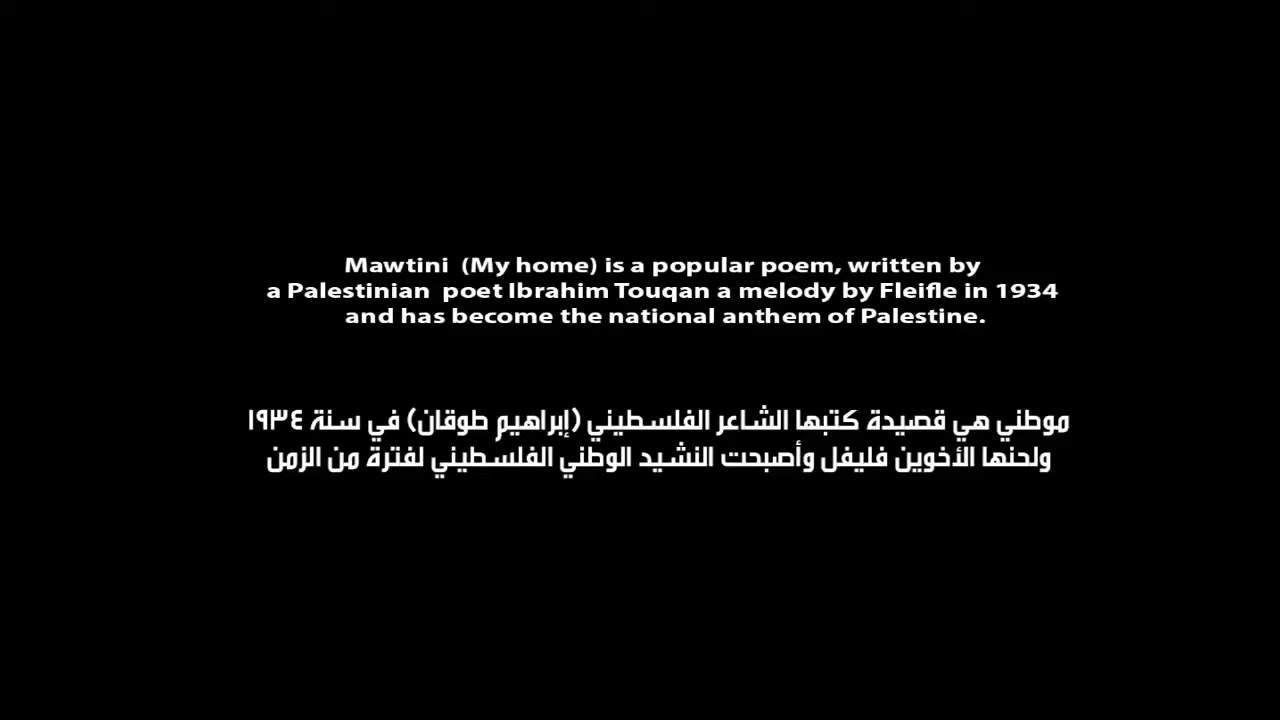 Mawtini (My home) is a popular poem, written by
a Palestinian poet Ibrahim Touqan a melody by Fleifle in 1934
and has become the national anthem of Palestine.
موطني هي قصيدة كتبها الشاعر الفلسطيني (إبراهيم طوقان) في سنة ١٩٣٤
ولحنها الأخوين فليفل وأصبحت النشيد الوطني الفلسطيني لفترة من الزمن